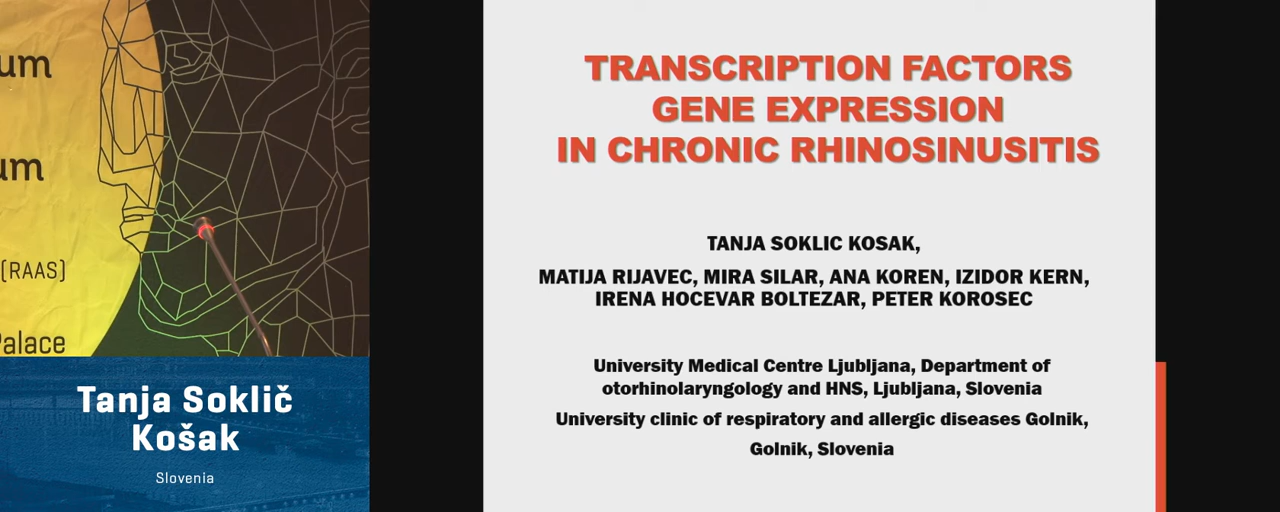 um
um
(RAAS)
Palace
Tanja Soklič
Košak
Slovenia
TRANSCRIPTION FACTORS
GENE EXPRESSION
IN CHRONIC RHINOSINUSITIS
TANJA SOKLIC KOSAK,
MATIJA RIJAVEC, MIRA SILAR, ANA KOREN, IZIDOR KERN,
IRENA HOCEVAR BOLTEZAR, PETER KOROSEC
University Medical Centre Ljubljana, Department of
otorhinolaryngology and HNS, Ljubljana, Slovenia
University clinic of respiratory and allergic diseases Golnik,
Golnik, Slovenia